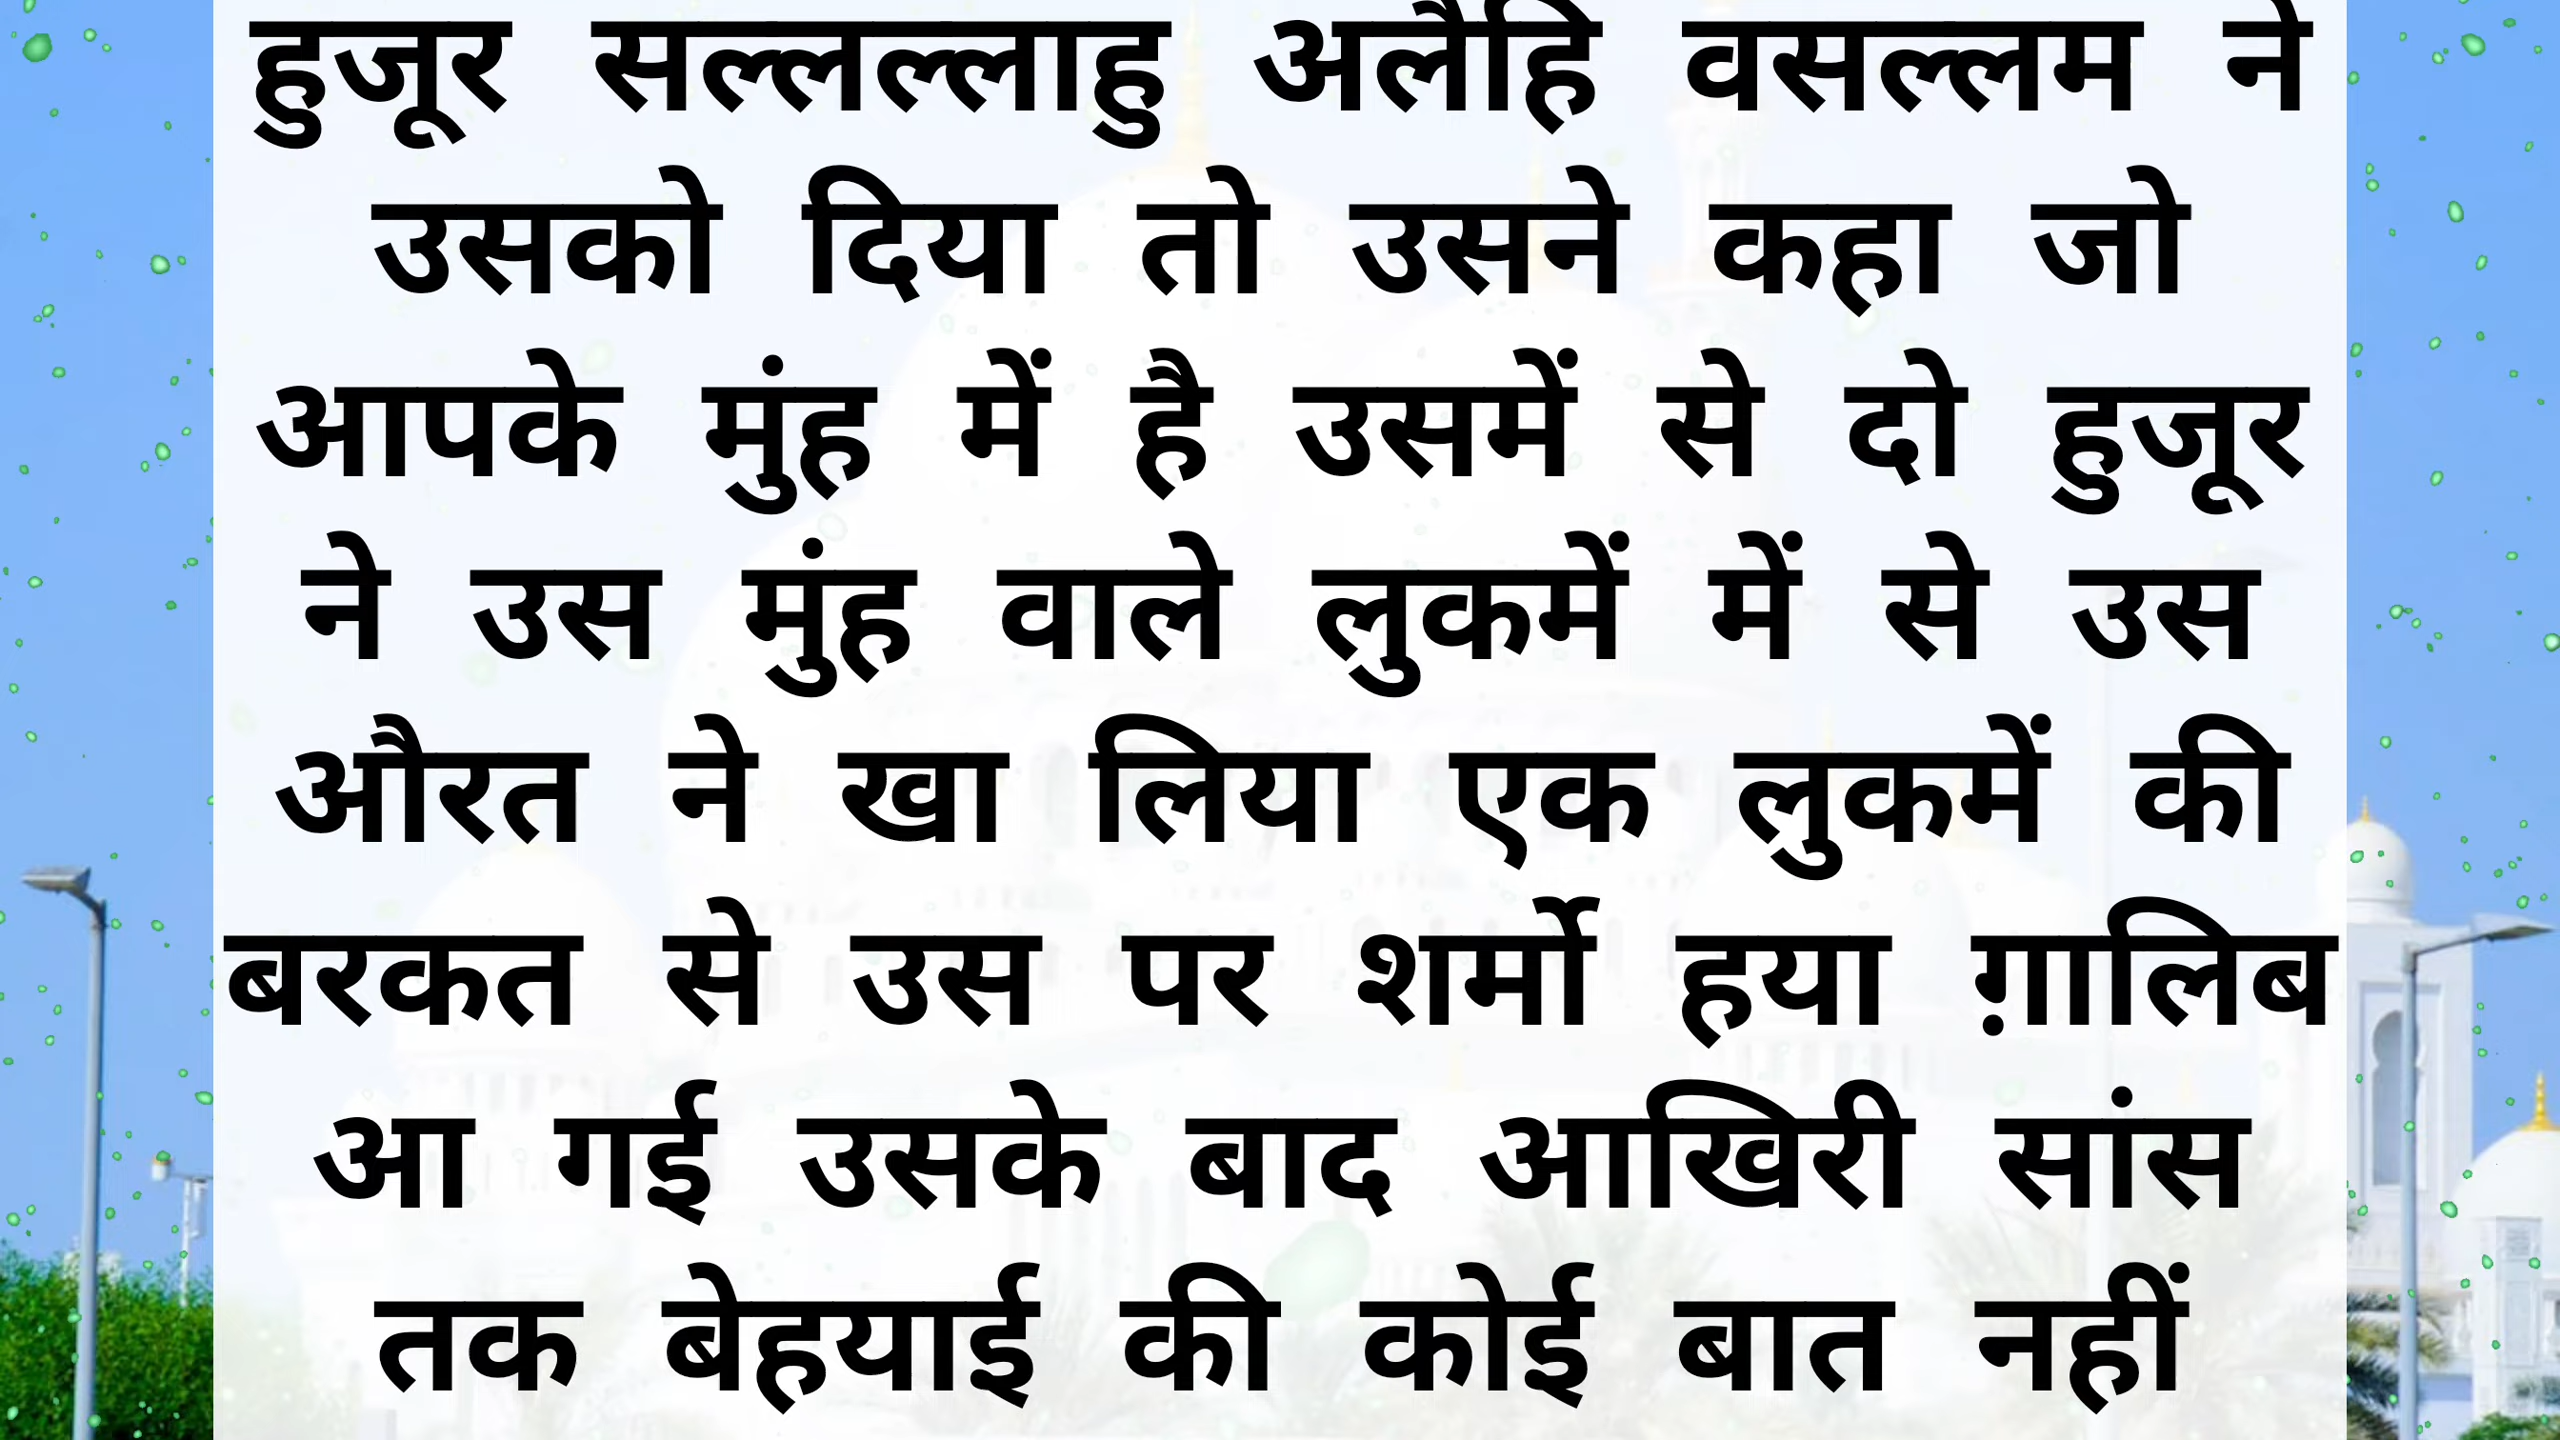 हुजूर सल्लल्लाहु अलैहि वसल्लम ने
उसको दिया तो उसने कहा जो
आपके मुंह में है उसमें से दो हुजूर
ने उस मुंह वाले लुकमें में से उस
औरत ने खा लिया एक लुकमें की
बरकत से उस पर शर्मो हया ग़ालिब
आ गई उसके बाद आखिरी सांस
तक बेहयाई की कोई बात नहीं